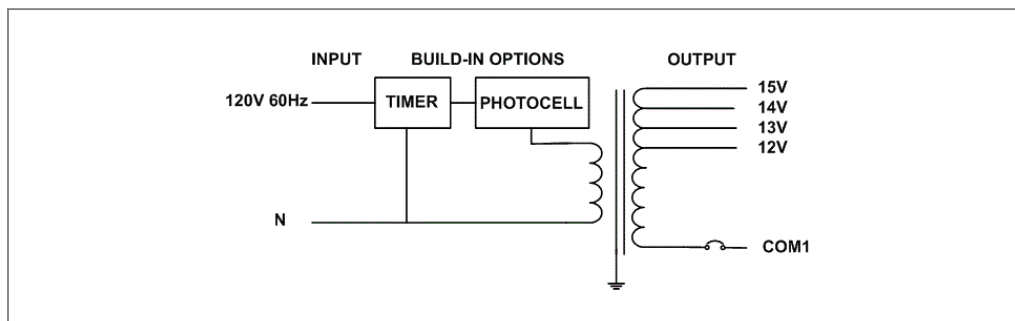 INPUT
BUILD-IN OPTIONS
OUTPUT
120V 60Hz
TIMER
PHOTOCELL
15V
14V
13V
12V
N
COM1